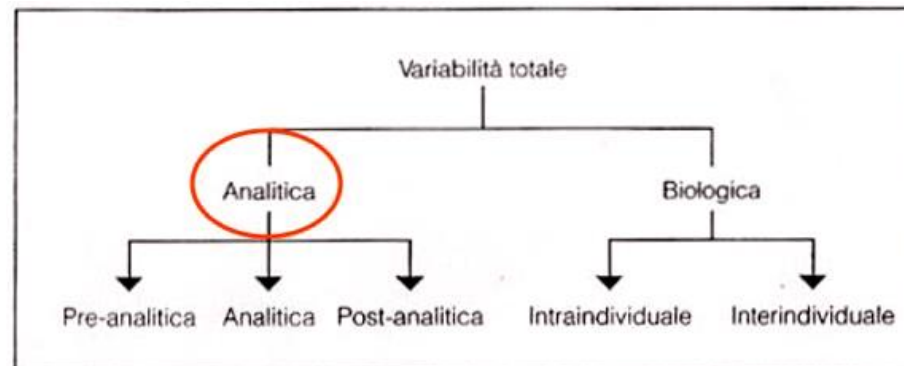 Variabilità totale
Analitica Biologica
Pre-analitica Analitica Post-analitica Intraindividuale Interindividuale